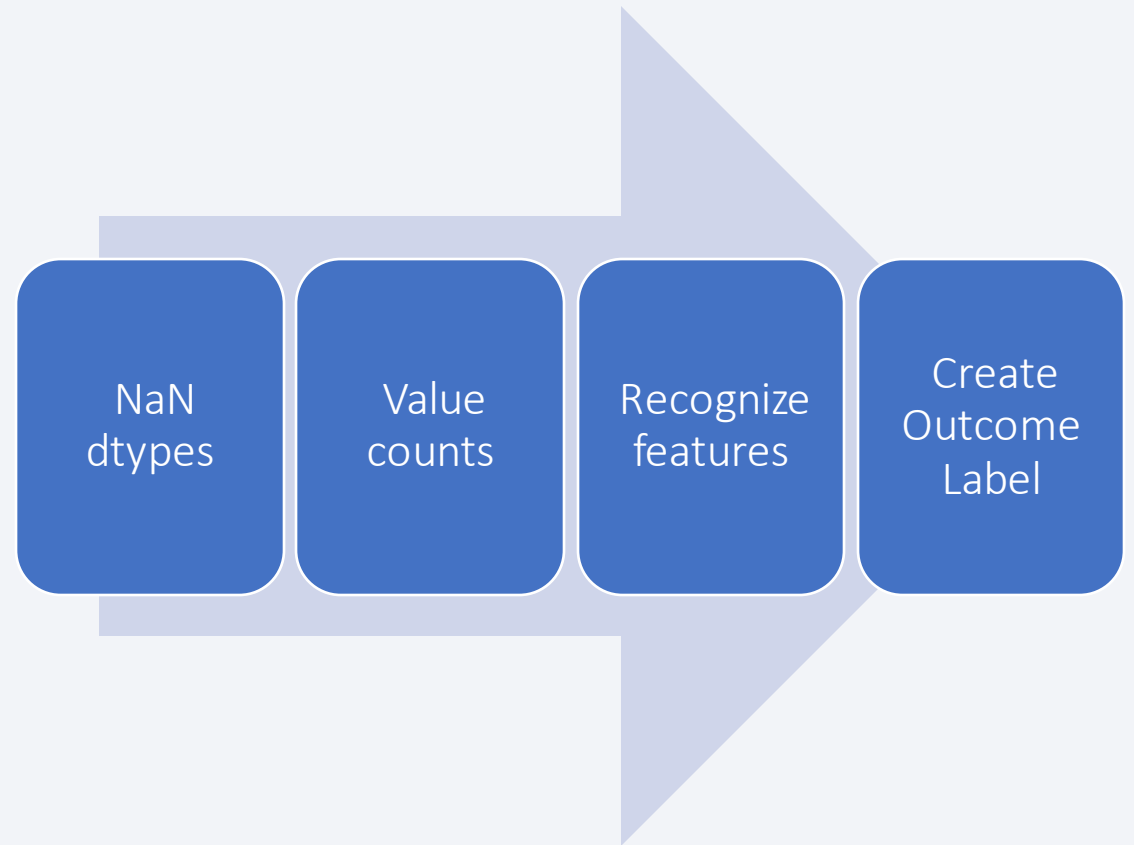 NaN
dtypes
Value
counts
Recognize
features
Create
Outcome
Label